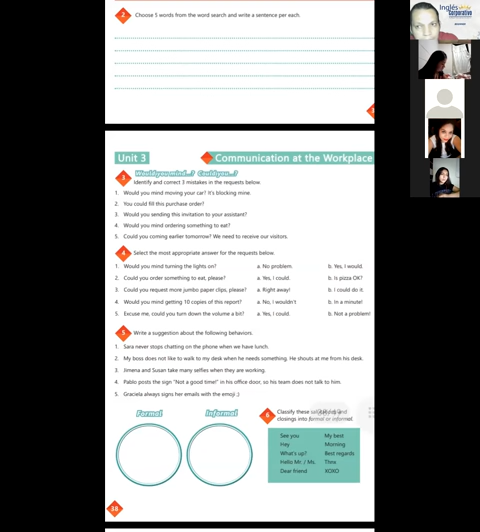 Inglés
Corporativo
2 Choose 5 words from the word search and write a sentence per each.
Unit 3
Communication at the Workplace
3 Would you mind...? Could you...?
Identify and correct 3 mistakes in the requests below.
1 Would you mind moving your car? It's blocking mine.
2 You could fill this purchase order?
3 Would you sending this invitation to your assistant?
4 Would you mind ordering something to eat?
5 Could you coming earlier tomorrow? We need to receive our visitors.
4 Select the most appropriate answer for the requests below.
1 Would you mind turning the lights on? a. No problem. b. Yes, I would.
2 Could you order something to eat, please? a. Yes, I could. b. Is pizza OK?
3 Could you request more jumbo paper clips, please? a. Right away! b. I could do it.
4 Would you mind getting 10 copies of this report? a. No, I wouldn't b. In a minute!
5 Excuse me, could you turn down the volume a bit? a. Yes, I could. b. Not a problem!
5 Write a suggestion about the following behaviors.
1 Sara never stops chatting on the phone when we have lunch.
2 My boss does not like to walk to my desk when he needs something. He shouts at me from his desk.
3 Jimena and Susan take many selfies when they are working.
4 Pablo posts the sign "Not a good time!" in his office door, so his team does not talk to him.
5 Graciela always signs her emails with the emoji ;)
Formal
Informal
6 Classify these and
closings into formal or informal.
See you My best
Hey Morning
What's up? Best regards
Hello Mr. / Ms. Thnx
Dear friend XOXO
38